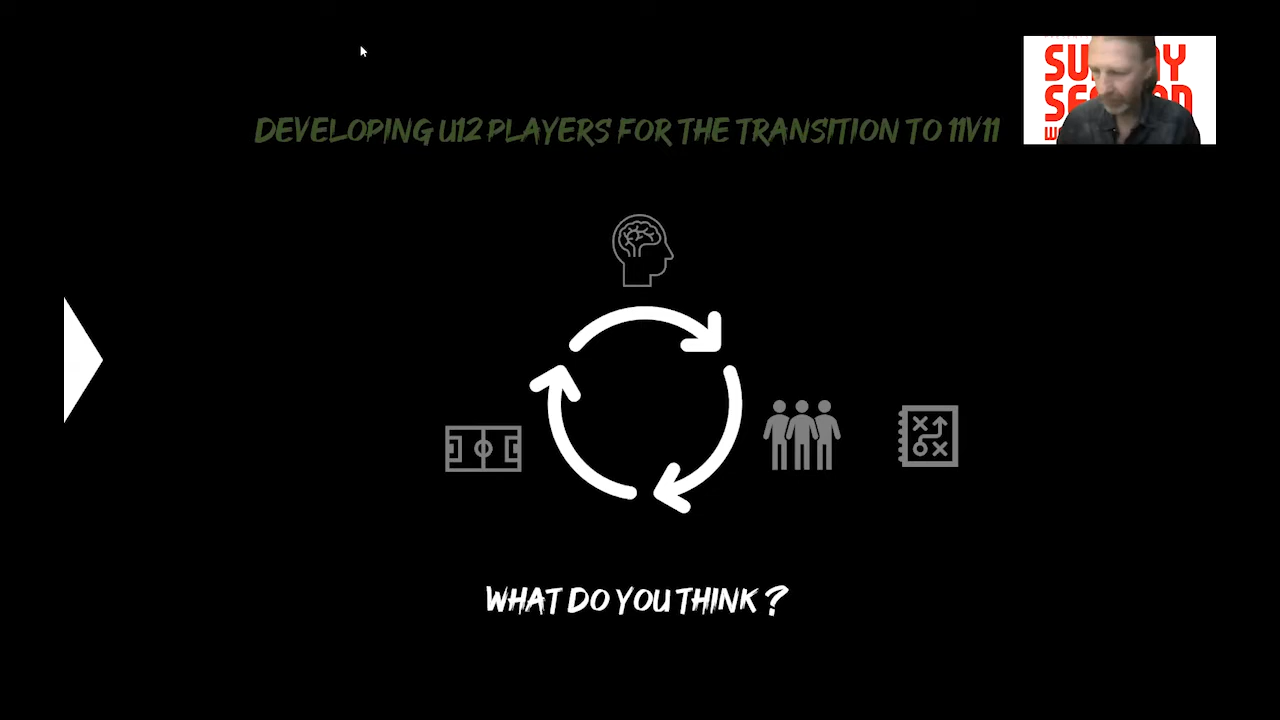 DEVELOPING U12 PLAYERS FOR THE TRANSITION TO 11V11
WHAT DO YOU THINK ?